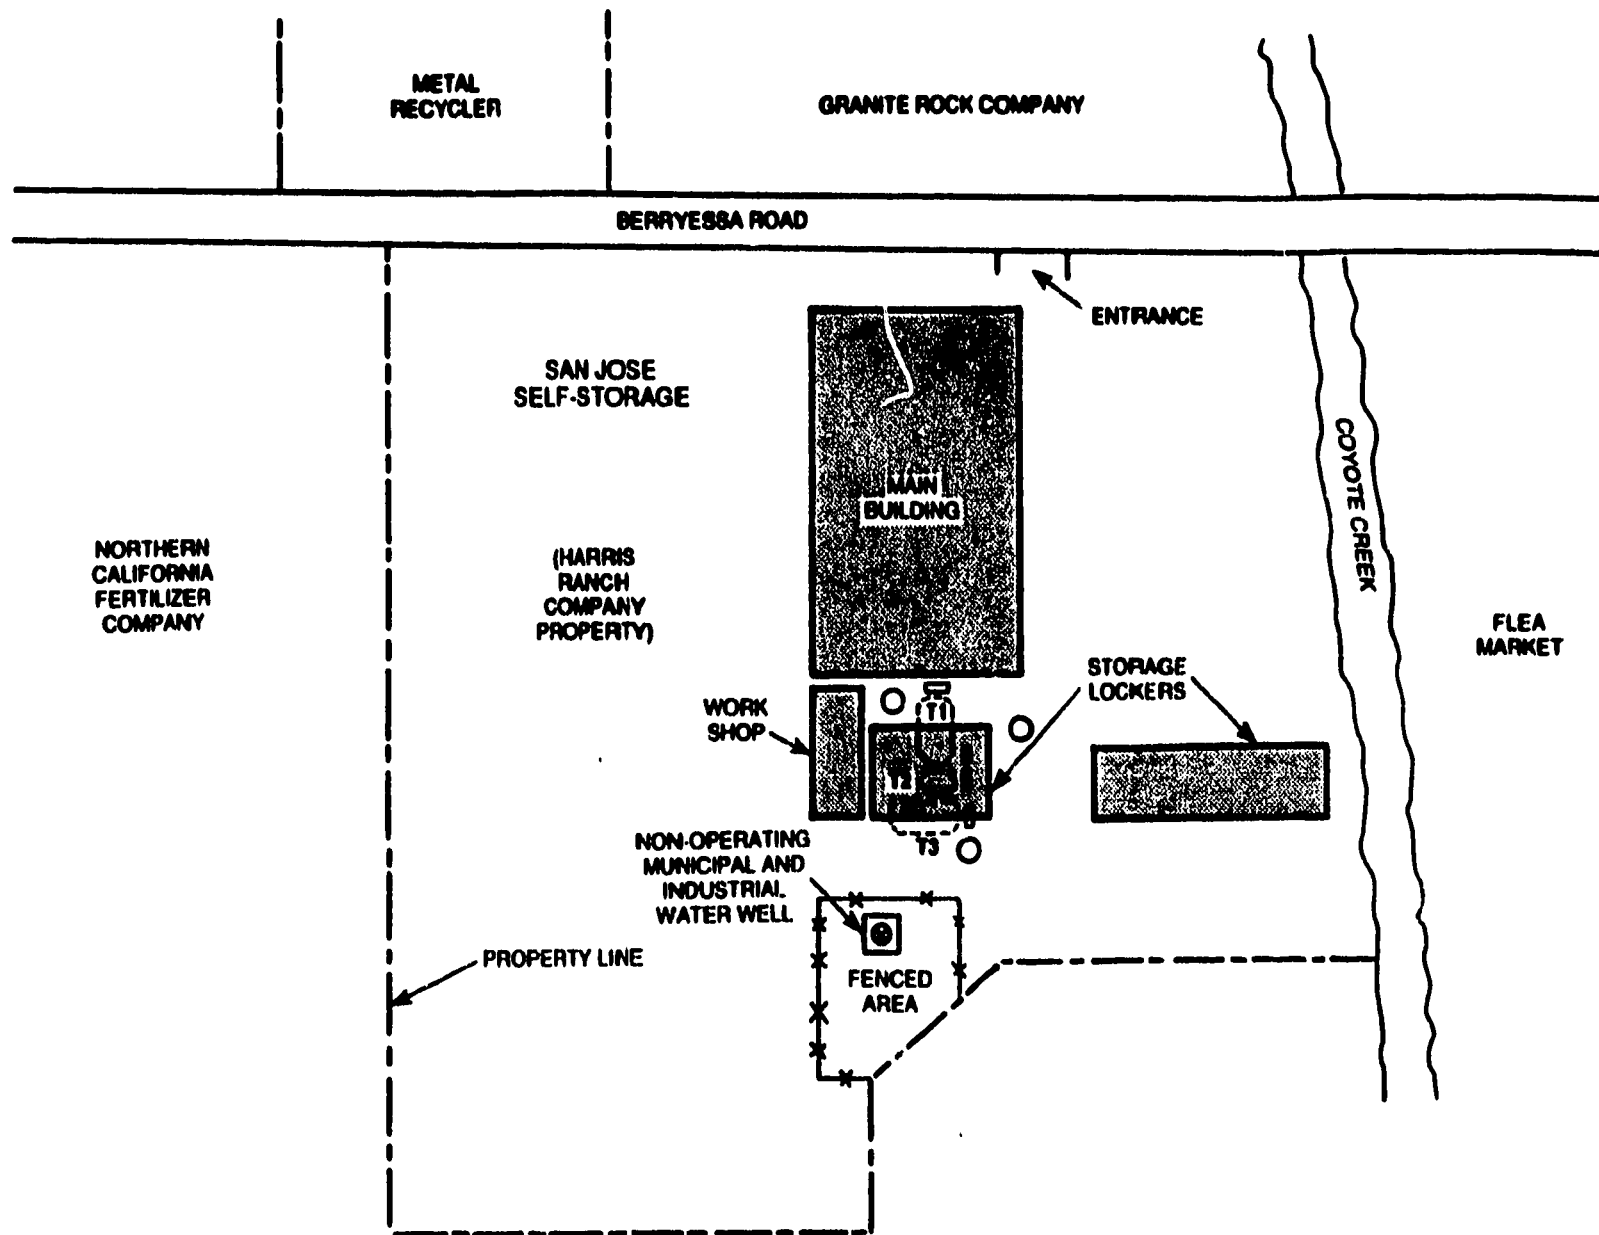 METAL
RECYCLER
GRANITE ROCK COMPANY
BERRYESSA ROAD
ENTRANCE
SAN JOSE
SELF-STORAGE
MAIN
BUILDING
COYOTE CREEK
NORTHERN
CALIFORNIA
FERTILIZER
COMPANY
(HARRIS
RANCH
COMPANY
PROPERTY)
FLEA
MARKET
STORAGE
LOCKERS
WORK
SHOP
T1
T2
T3
NON-OPERATING
MUNICIPAL AND
INDUSTRIAL
WATER WELL
PROPERTY LINE
FENCED
AREA